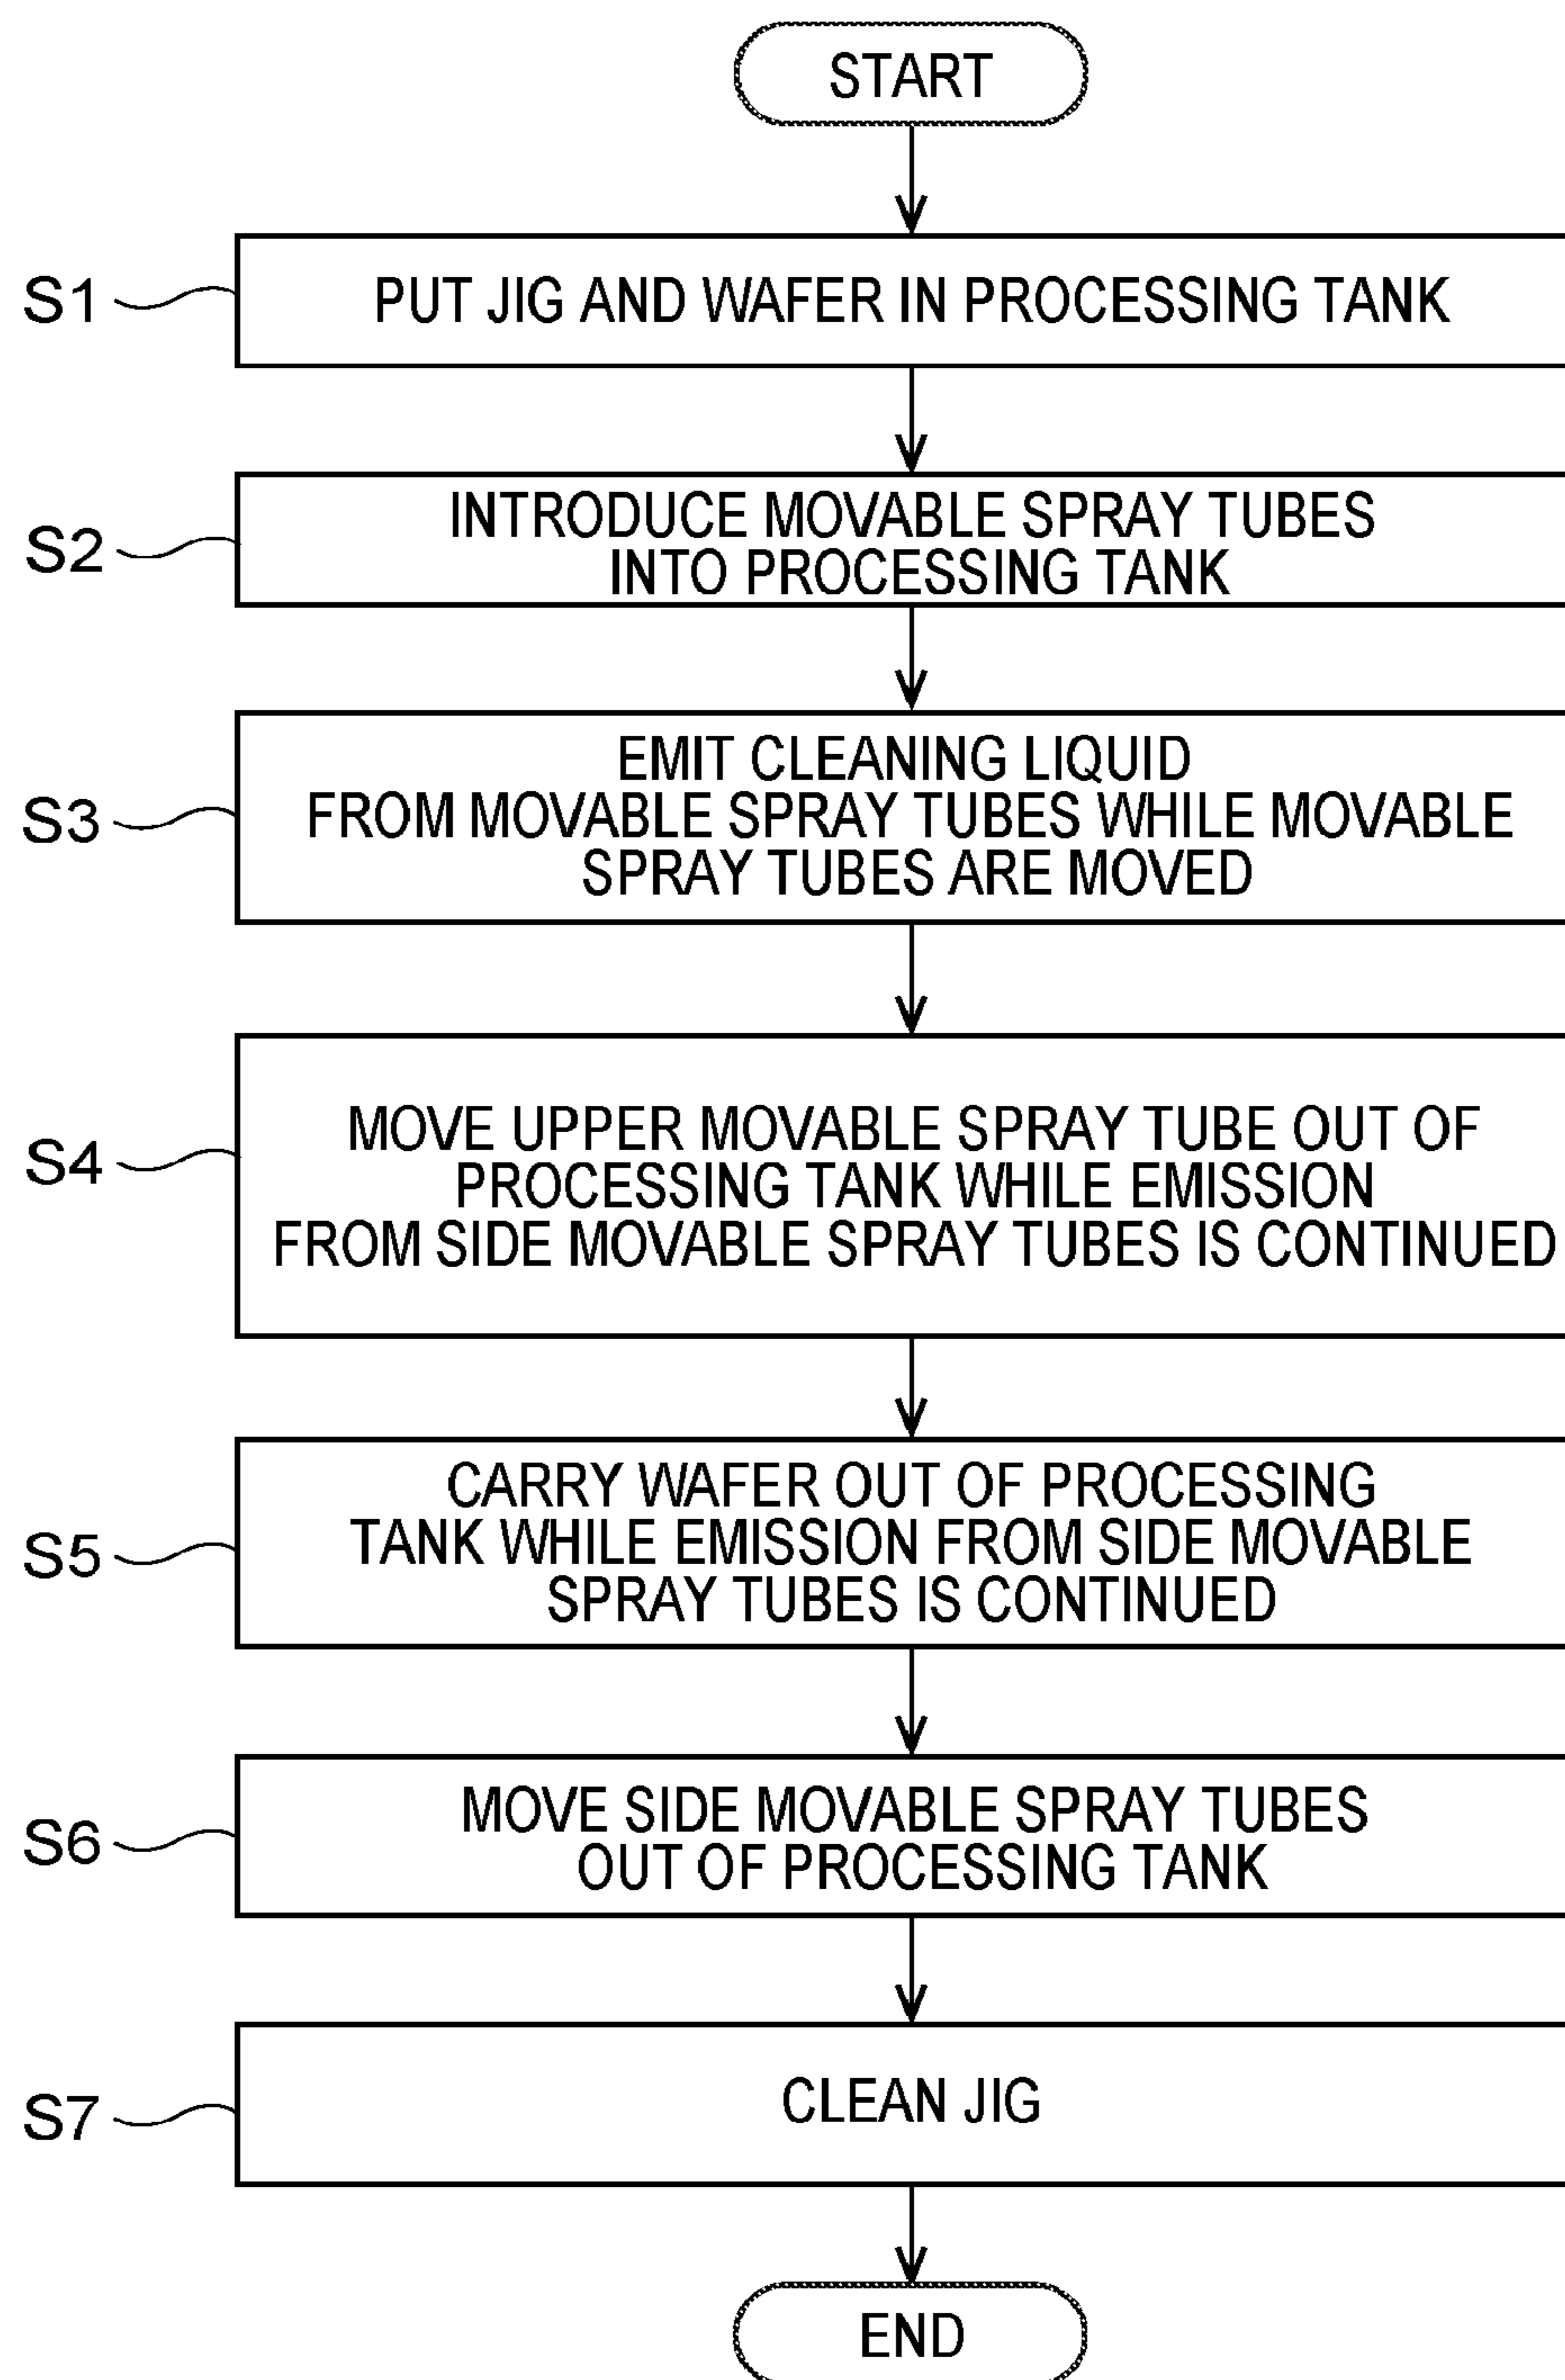 START
S1
PUT JIG AND WAFER IN PROCESSING TANK
S2
INTRODUCE MOVABLE SPRAY TUBES
INTO PROCESSING TANK
S3
EMIT CLEANING LIQUID
FROM MOVABLE SPRAY TUBES WHILE MOVABLE
SPRAY TUBES ARE MOVED
S4
MOVE UPPER MOVABLE SPRAY TUBE OUT OF
PROCESSING TANK WHILE EMISSION
FROM SIDE MOVABLE SPRAY TUBES IS CONTINUED
S5
CARRY WAFER OUT OF PROCESSING
TANK WHILE EMISSION FROM SIDE MOVABLE
SPRAY TUBES IS CONTINUED
S6
MOVE SIDE MOVABLE SPRAY TUBES
OUT OF PROCESSING TANK
S7
CLEAN JIG
END